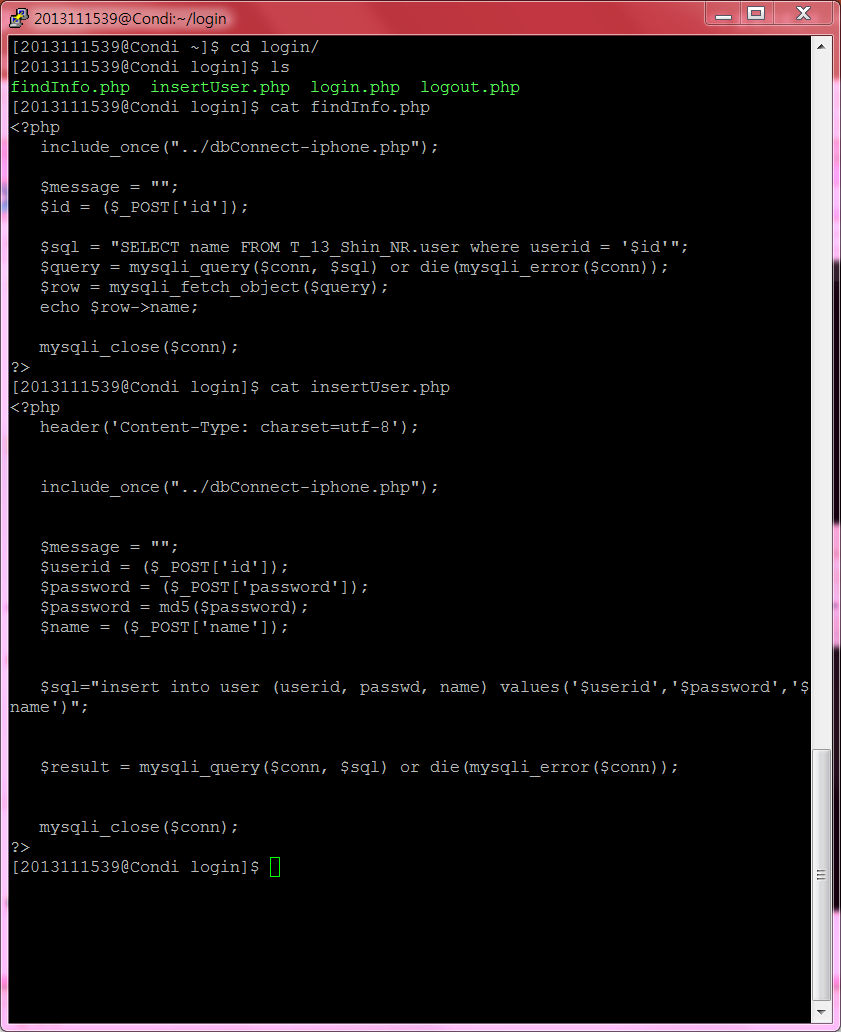 2013111539@Condi:~/login
[2013111539@Condi ~]$ cd login/
[2013111539@Condi login]$ ls
findInfo.php  insertUser.php  login.php  logout.php
[2013111539@Condi login]$ cat findInfo.php
<?php
   include_once("../dbConnect-iphone.php");
   $message = "";
   $id = ($_POST['id']);
   $sql = "SELECT name FROM T_13_Shin_NR.user where userid = '$id'";
   $query = mysqli_query($conn, $sql) or die(mysqli_error($conn));
   $row = mysqli_fetch_object($query);
   echo $row->name;
   mysqli_close($conn);
?>
[2013111539@Condi login]$ cat insertUser.php
<?php
   header('Content-Type: charset=utf-8');
   include_once("../dbConnect-iphone.php");
   $message = "";
   $userid = ($_POST['id']);
   $password = ($_POST['password']);
   $password = md5($password);
   $name = ($_POST['name']);
   $sql="insert into user (userid, passwd, name) values('$userid','$password','$
name')";
   $result = mysqli_query($conn, $sql) or die(mysqli_error($conn));
   mysqli_close($conn);
?>
[2013111539@Condi login]$